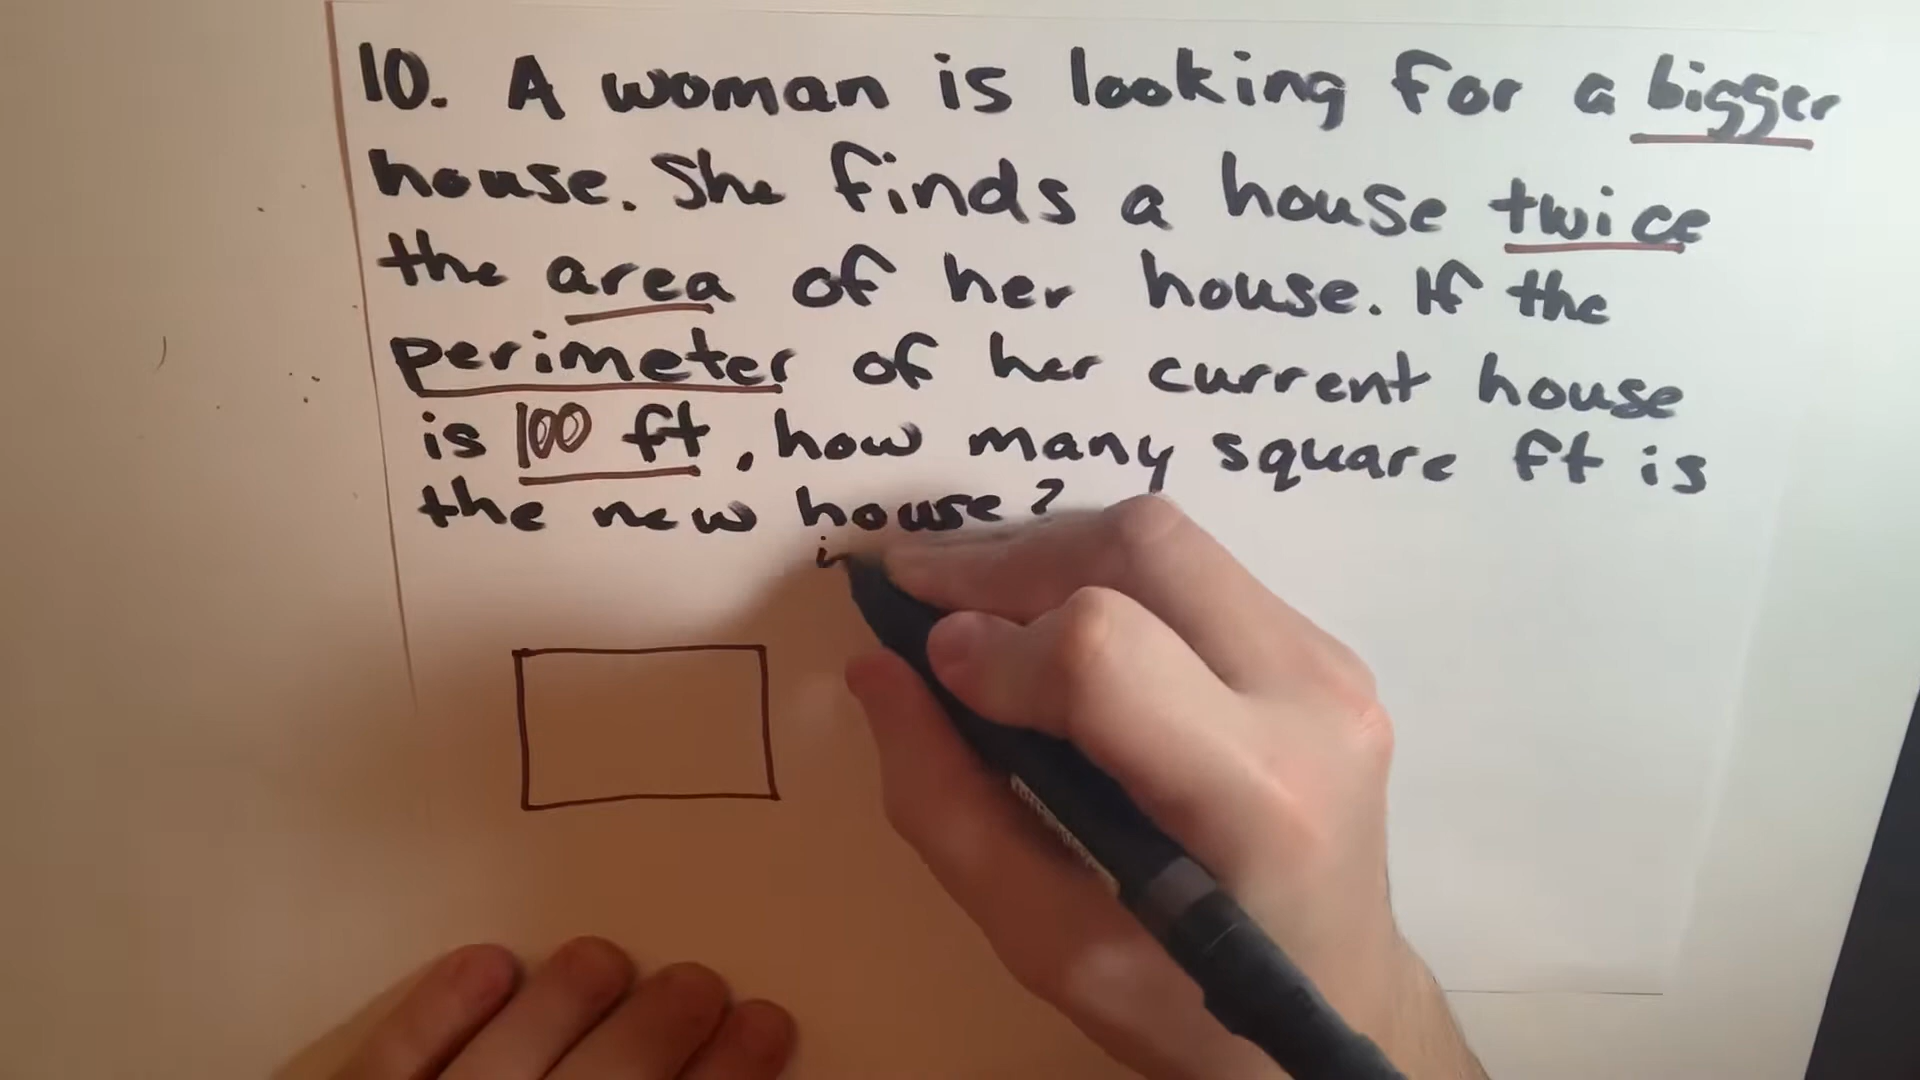 10. A woman is looking for a bigger
house. She finds a house twice
the area of her house. If the
perimeter of her current house
is 100 ft, how many square ft is
the new house?